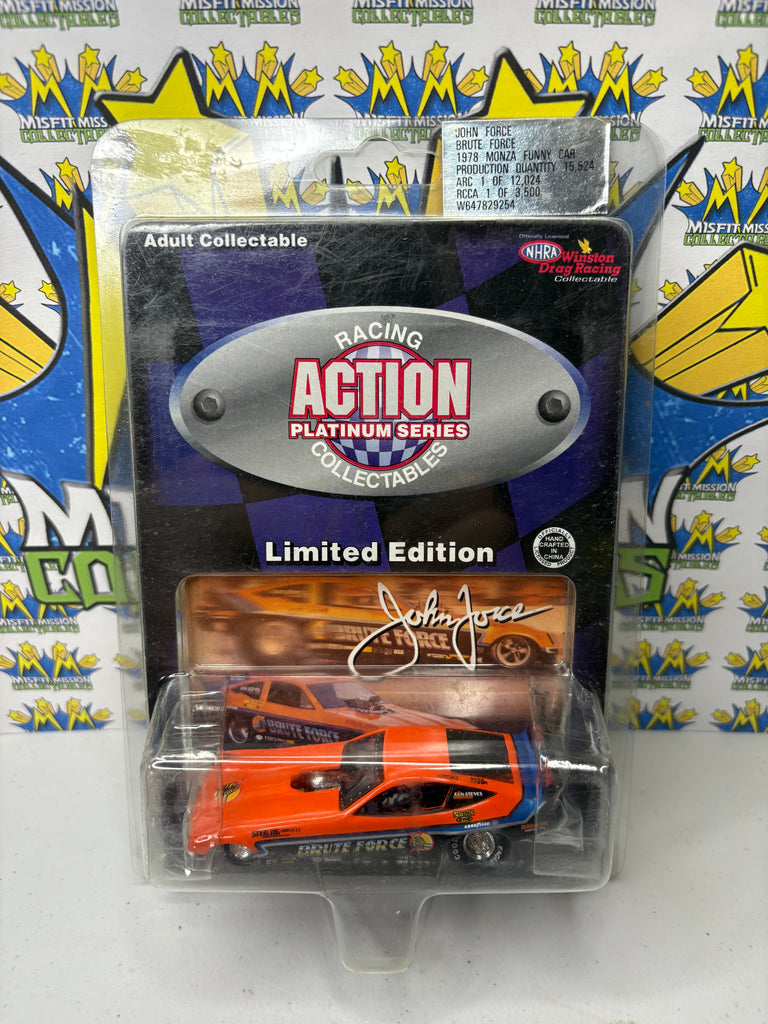 MISFIT MISSION
COLLECTABLES
JOHN FORCE
BRUTE FORCE
1978 MONZA FUNNY CAR
PRODUCTION QUANTITY 15,524
ARC 1 OF 12,024
RCCA 1 OF 3,500
W647829254
Adult Collectable
Officially Licensed
NHRA Winston
Drag Racing
Collectable
RACING
ACTION
PLATINUM SERIES
COLLECTABLES
Limited Edition
HAND
CRAFTED
IN
CHINA
John Force
BRUTE FORCE
BRUTE FORCE
GOODYEAR
BRUTE FORCE